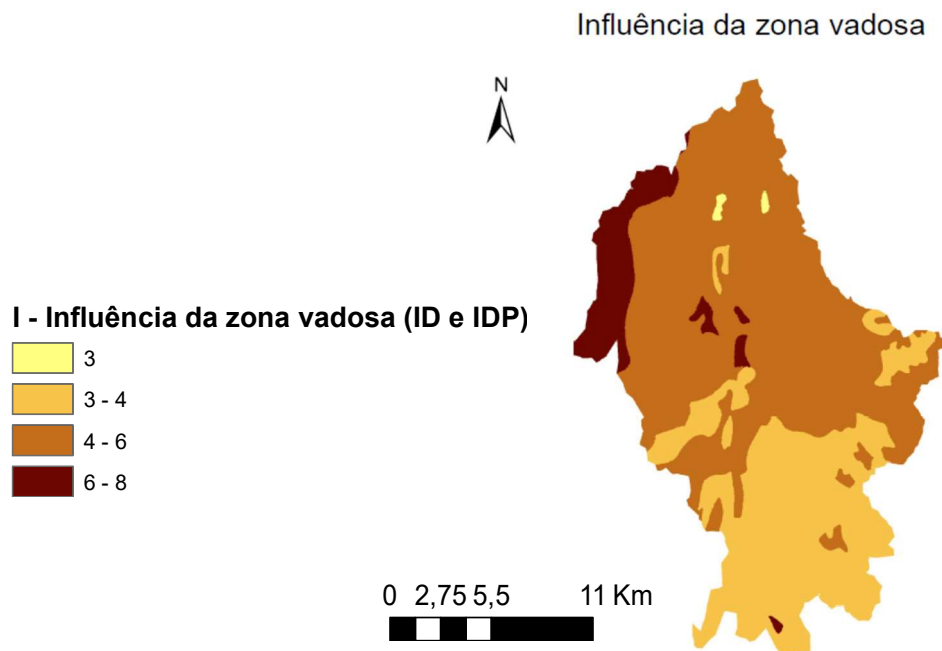 Influência da zona vadosa
N
I - Influência da zona vadosa (ID e IDP)
3
3 - 4
4 - 6
6 - 8
0 2,75 5,5 11 Km